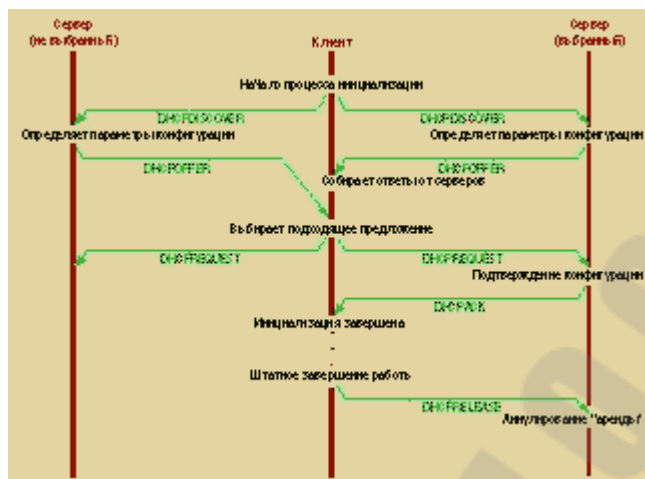 Сервер
(не выбранный)
Клиент
Сервер
(выбранный)
Начало процесса инициализации
DHCPDISCOVER
DHCPDISCOVER
Определяет параметры конфигурации
Определяет параметры конфигурации
DHCPOFFER
DHCPOFFER
Собирает ответы от серверов
Выбирает подходящее предложение
DHCPREQUEST
DHCPREQUEST
Подтверждение конфигурации
DHCPACK
Инициализация завершена
Штатное завершение работы
DHCPRELEASE
Аннулирование "аренды"